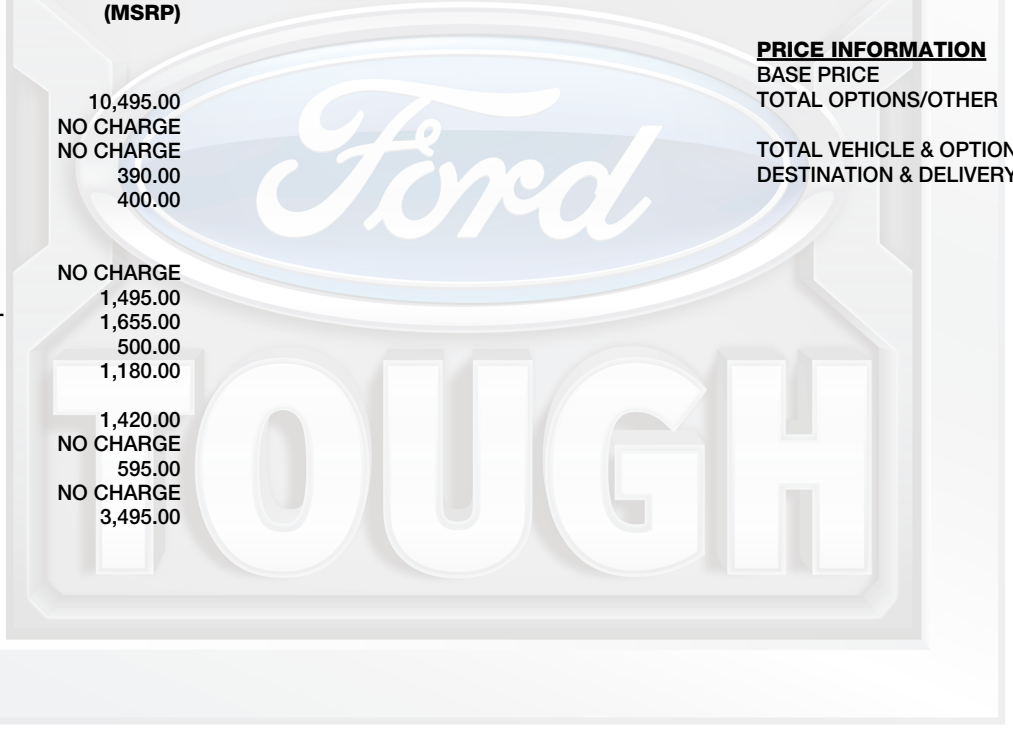 (MSRP)
10,495.00
NO CHARGE
NO CHARGE
390.00
400.00
NO CHARGE
1,495.00
1,655.00
500.00
1,180.00
1,420.00
NO CHARGE
595.00
NO CHARGE
3,495.00
PRICE INFORMATION
BASE PRICE
TOTAL OPTIONS/OTHER
TOTAL VEHICLE & OPTION
DESTINATION & DELIVERY
Ford
TOUGH